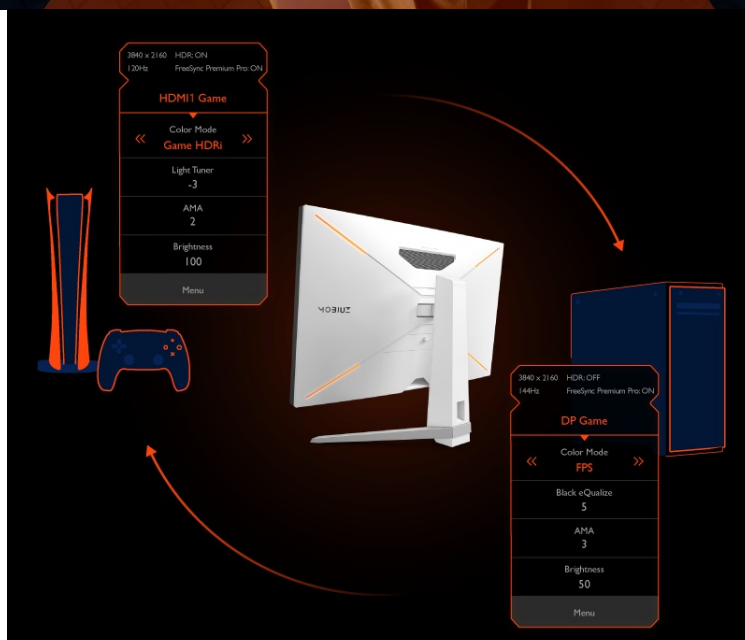 3840 x 2160 HDR: ON
120Hz FreeSync Premium Pro: ON
HDMI1 Game
Color Mode
Game HDRi
Light Tuner
-3
AMA
2
Brightness
100
Menu
MOBIUZ
3840 x 2160 HDR: OFF
144Hz FreeSync Premium Pro: ON
DP Game
Color Mode
FPS
Black eQualize
5
AMA
3
Brightness
50
Menu